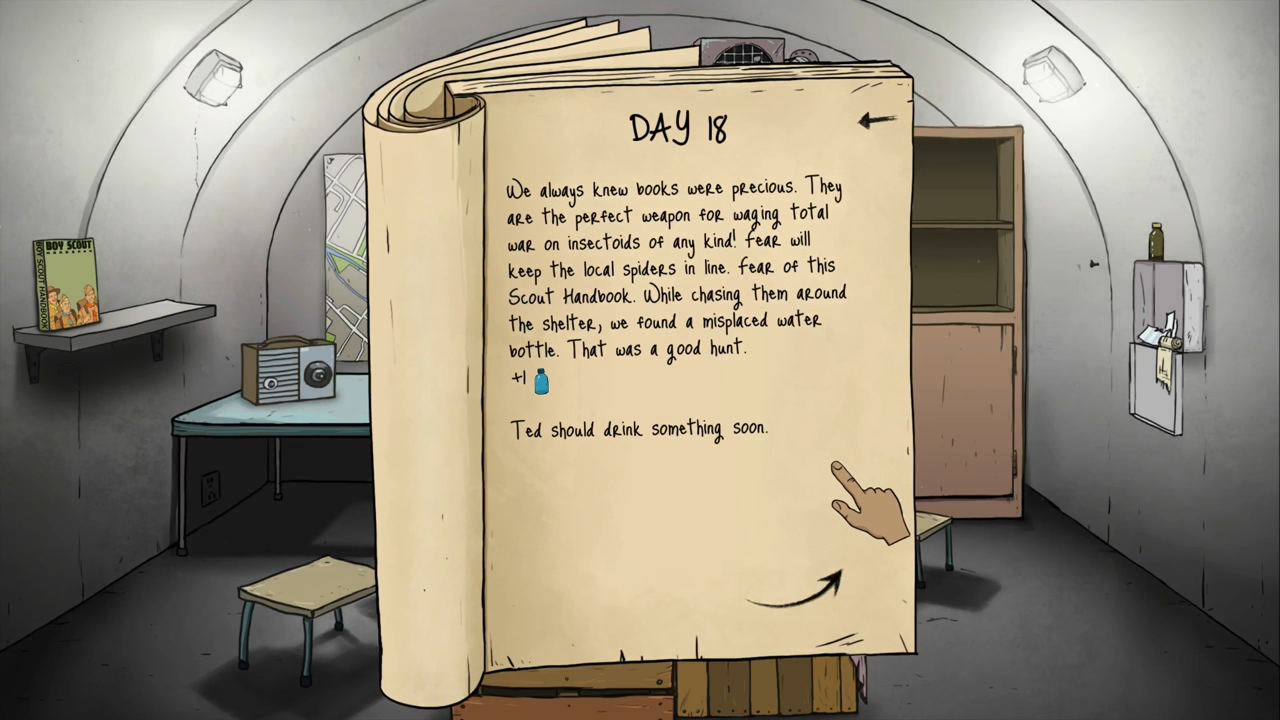 DAY 18
We always knew books were precious. They
are the perfect weapon for waging total
war on insectoids of any kind! Fear will
keep the local spiders in line. Fear of this
Scout Handbook. While chasing them around
the shelter, we found a misplaced water
bottle. That was a good hunt.
+1
Ted should drink something soon.
BOY SCOUT
BOY SCOUT HANDBOOK